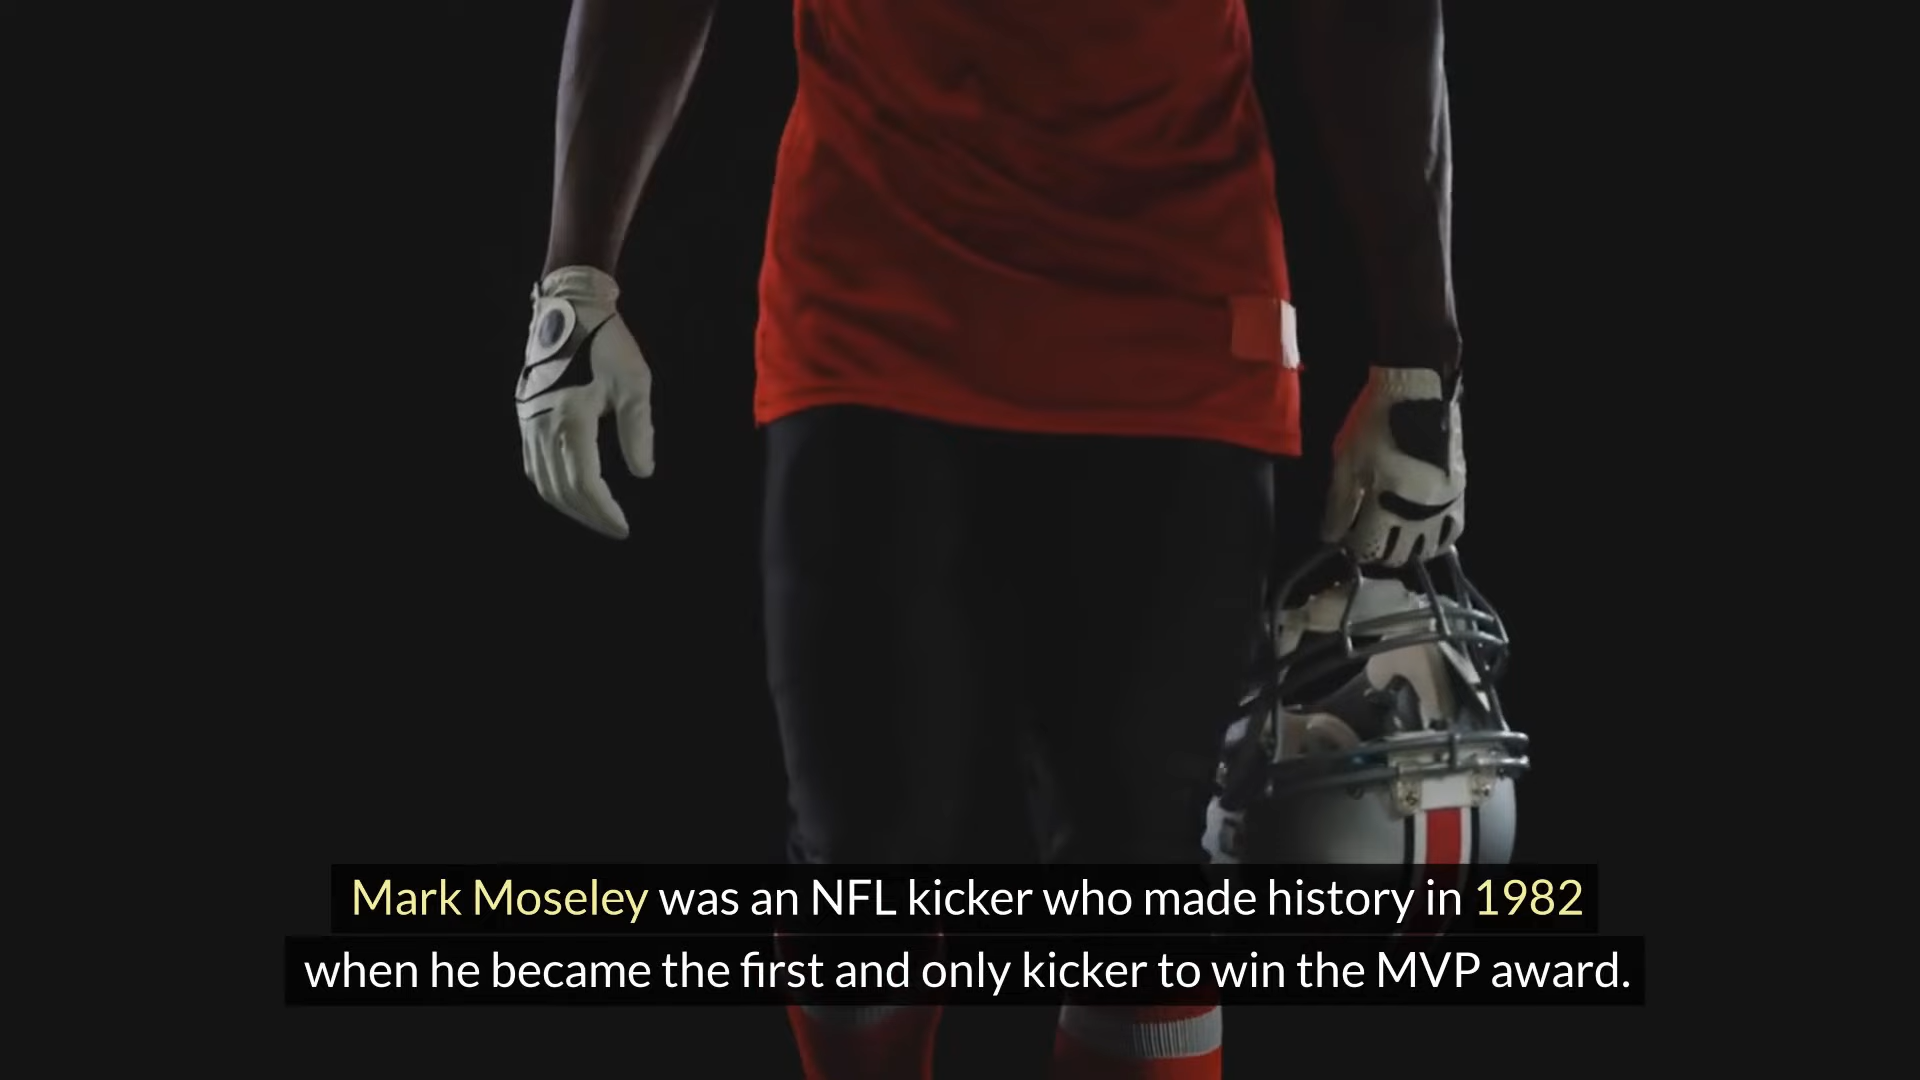 Mark Moseley was an NFL kicker who made history in 1982
when he became the first and only kicker to win the MVP award.